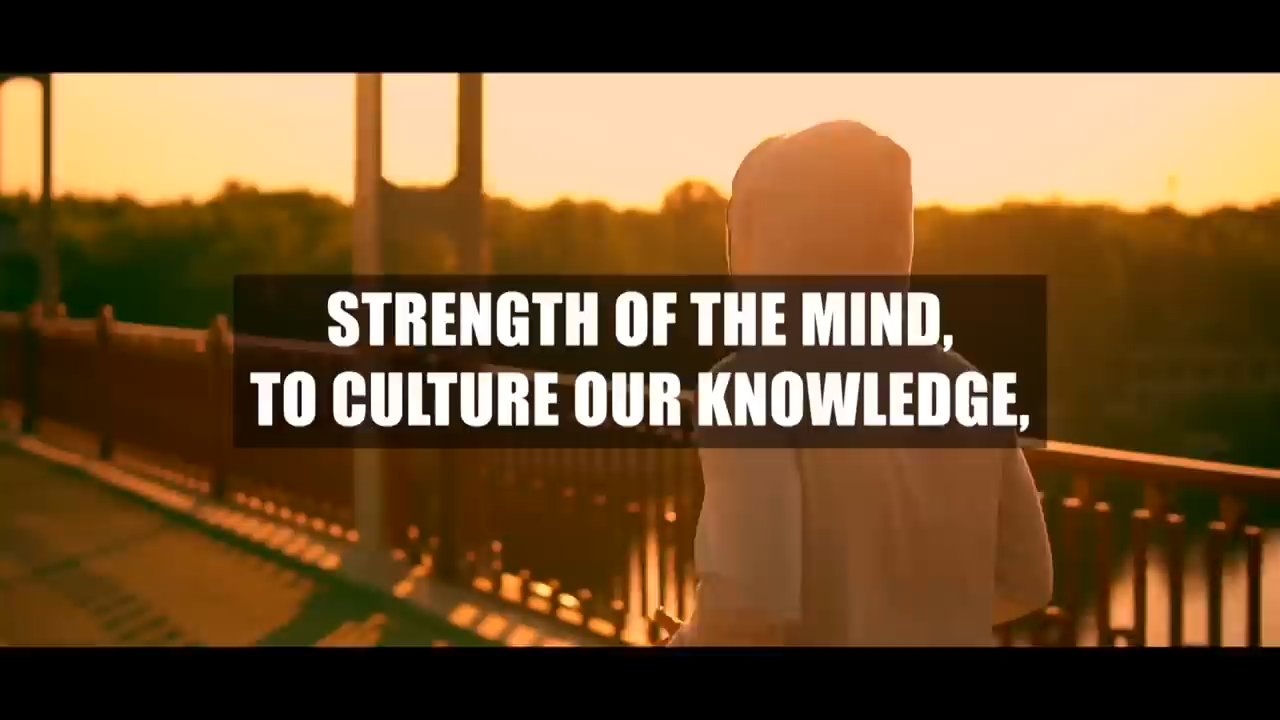 STRENGTH OF THE MIND,
TO CULTURE OUR KNOWLEDGE,